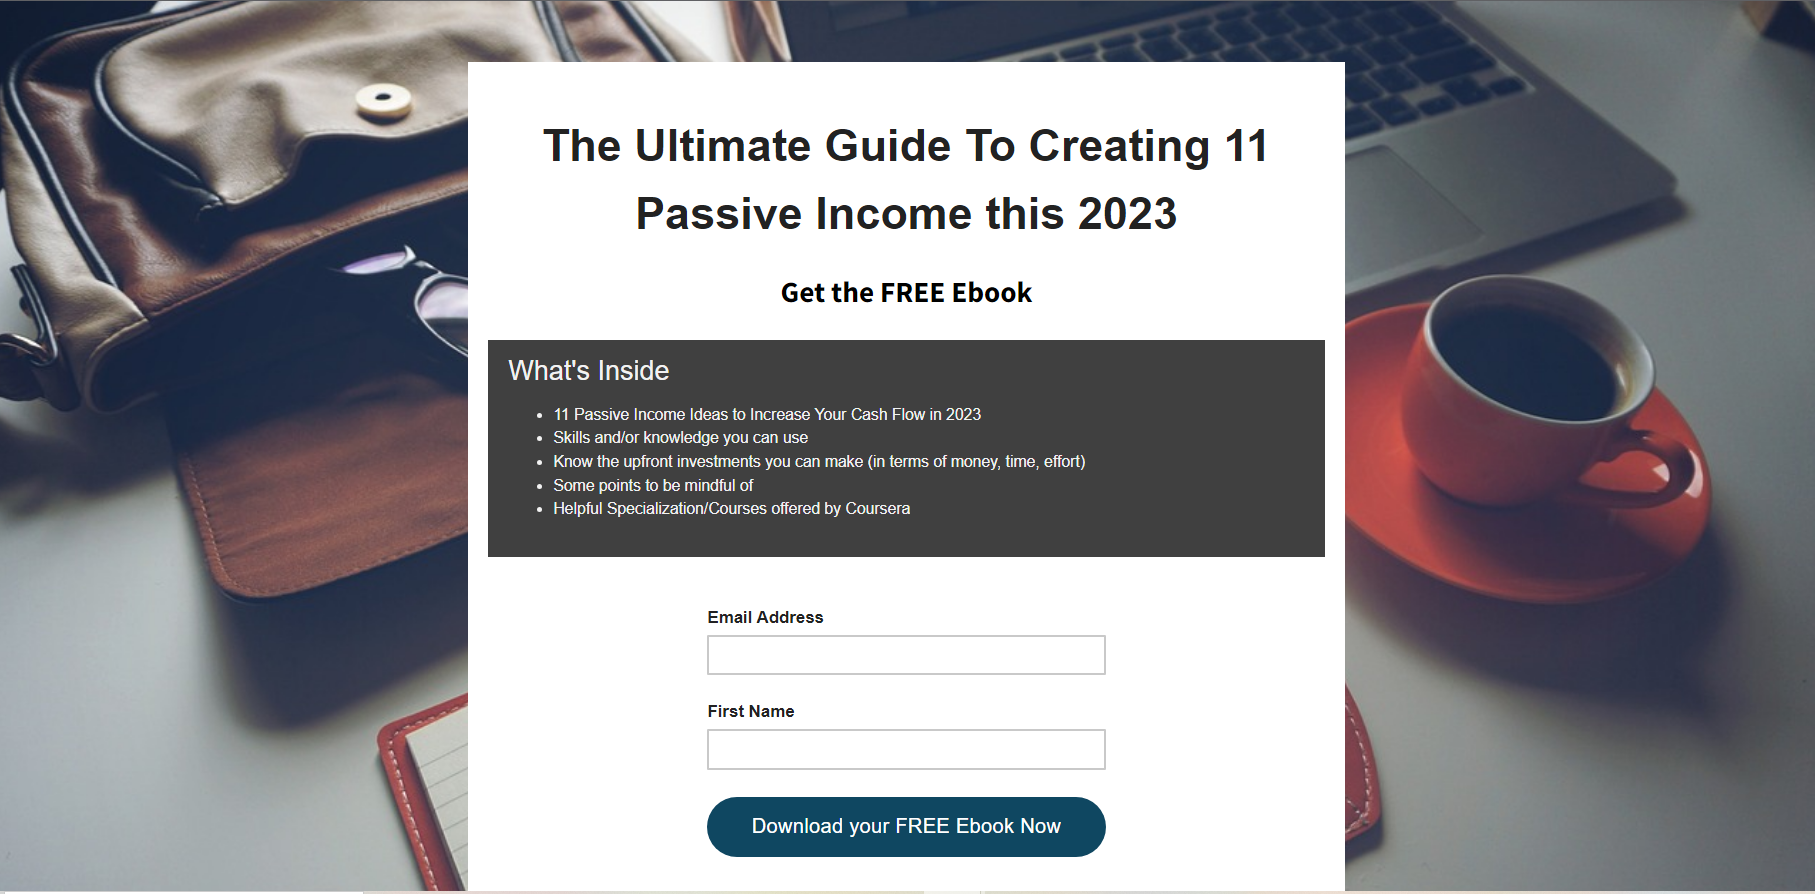 The Ultimate Guide To Creating 11
Passive Income this 2023
Get the FREE Ebook
What's Inside
11 Passive Income Ideas to Increase Your Cash Flow in 2023
Skills and/or knowledge you can use
Know the upfront investments you can make (in terms of money, time, effort)
Some points to be mindful of
Helpful Specialization/Courses offered by Coursera
Email Address
First Name
Download your FREE Ebook Now